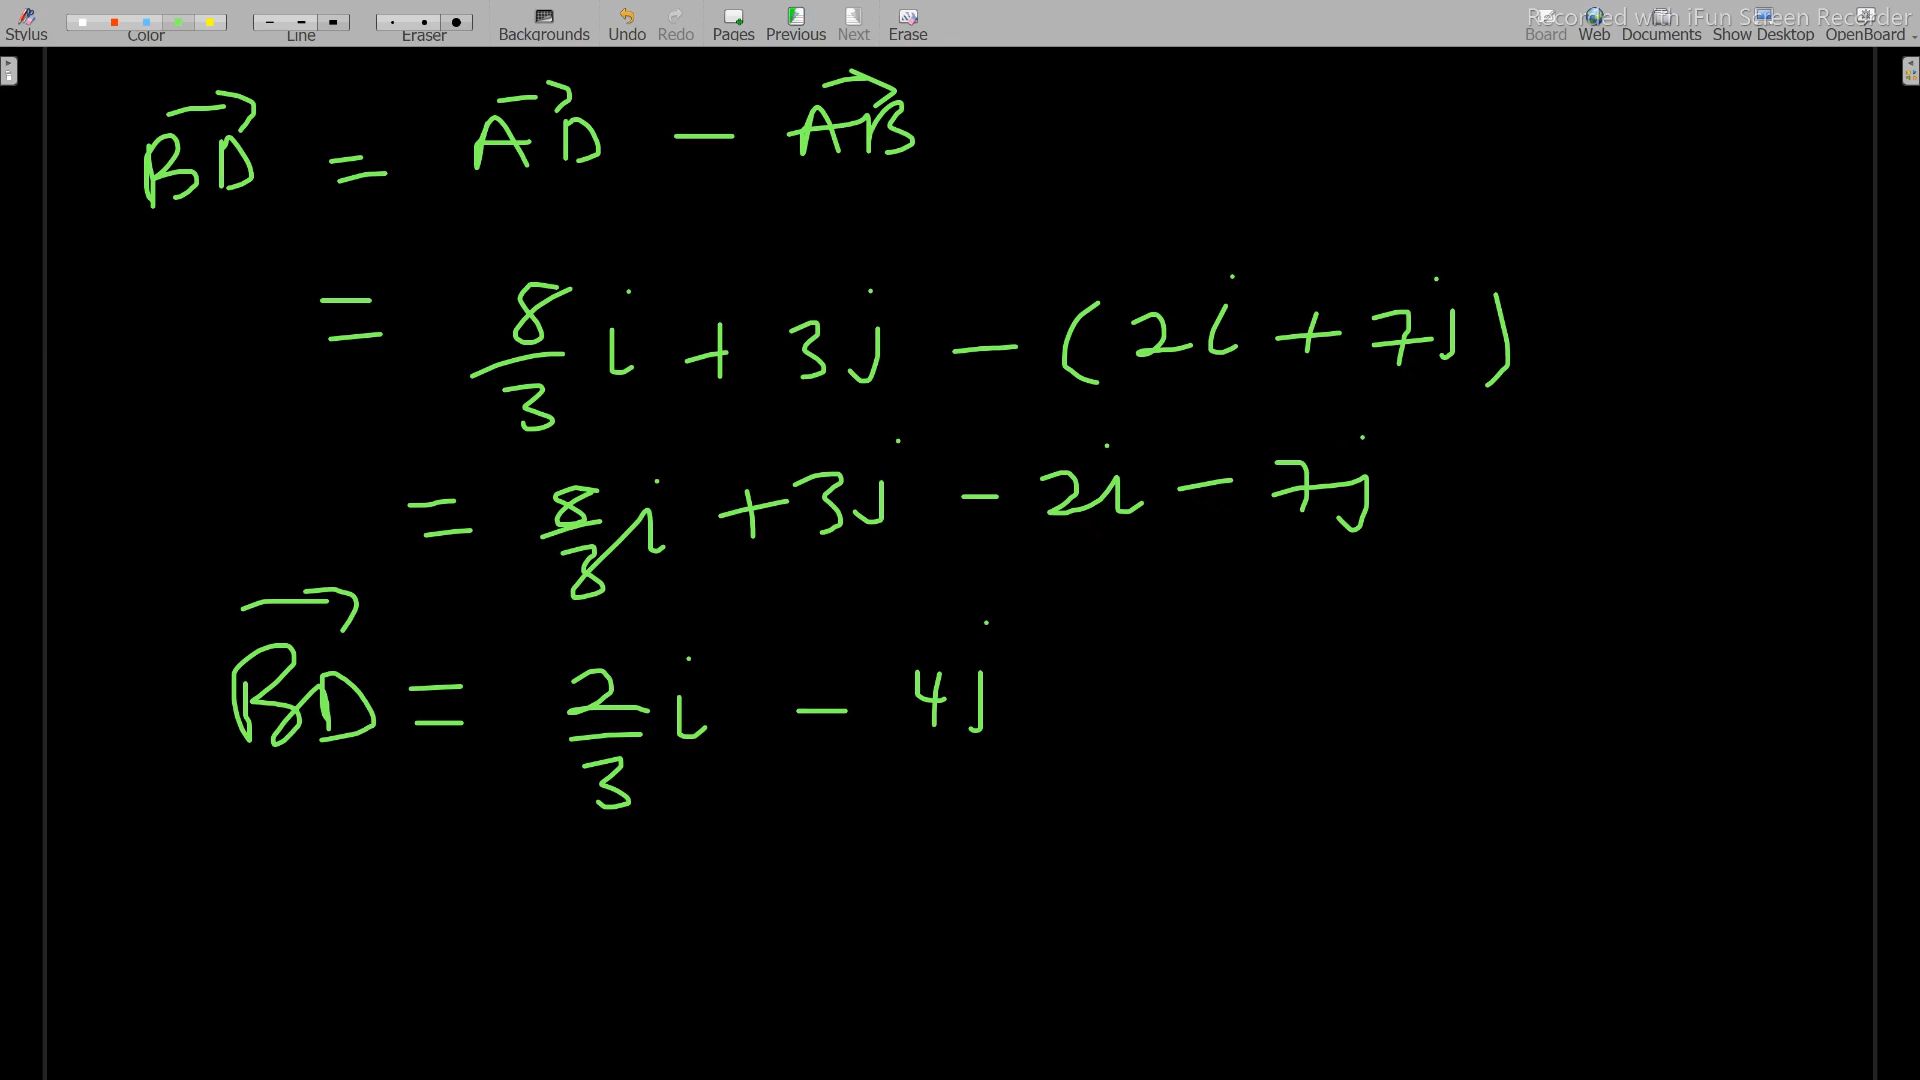 Recorded with iFun Screen Recorder
Stylus Color Line Eraser Backgrounds Undo Redo Pages Previous Next Erase Board Web Documents Show Desktop OpenBoard
BD⃗ = AD⃗ − AB⃗
= 8/3 i + 3j − (2i + 7j)
= 8/3 i + 3j − 2i − 7j
BD⃗ = 2/3 i − 4j